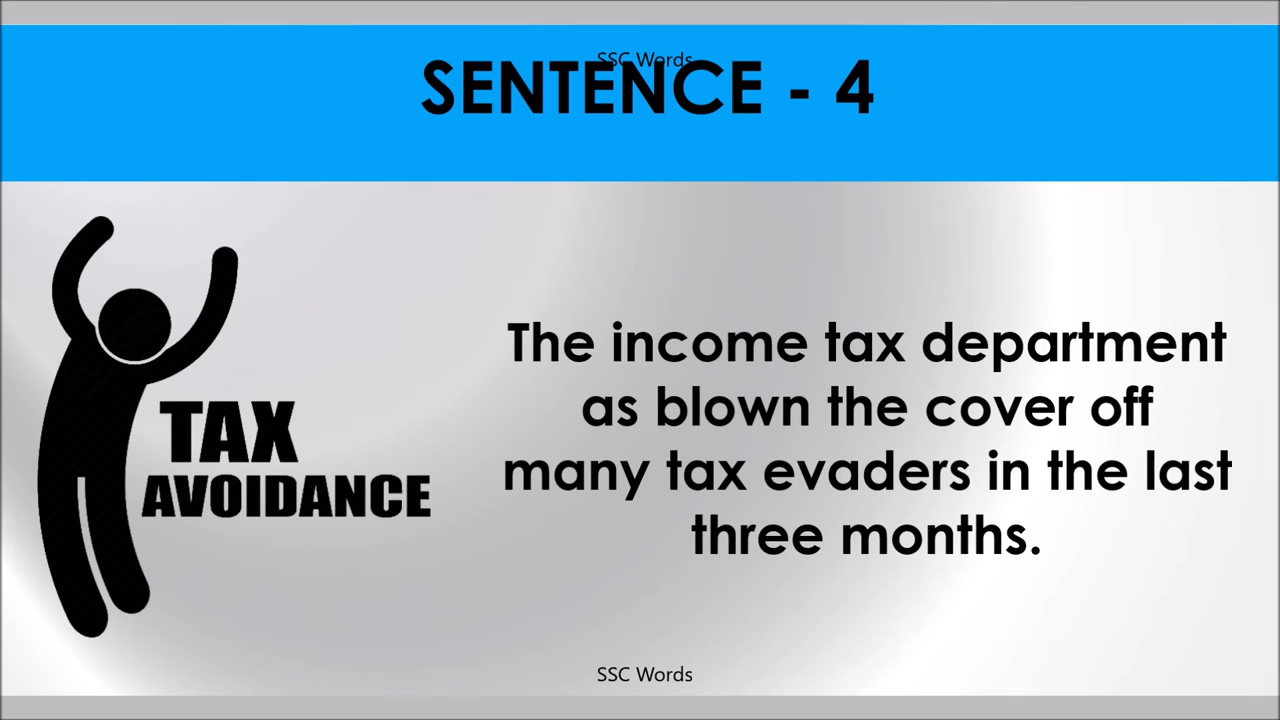 SSC Words
SENTENCE - 4
TAX
AVOIDANCE
The income tax department
as blown the cover off
many tax evaders in the last
three months.
SSC Words